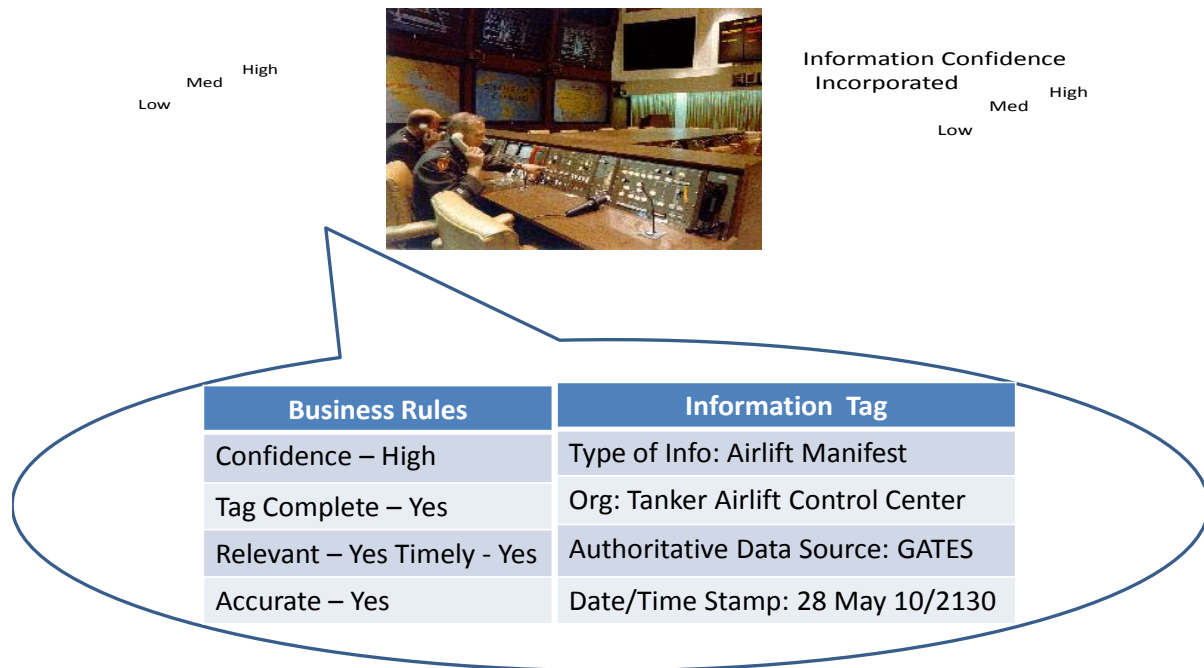 High
Med
Low
Information Confidence
Incorporated
High
Med
Low
Business Rules
Information Tag
Confidence – High
Type of Info: Airlift Manifest
Tag Complete – Yes
Org: Tanker Airlift Control Center
Relevant – Yes Timely - Yes
Authoritative Data Source: GATES
Accurate – Yes
Date/Time Stamp: 28 May 10/2130